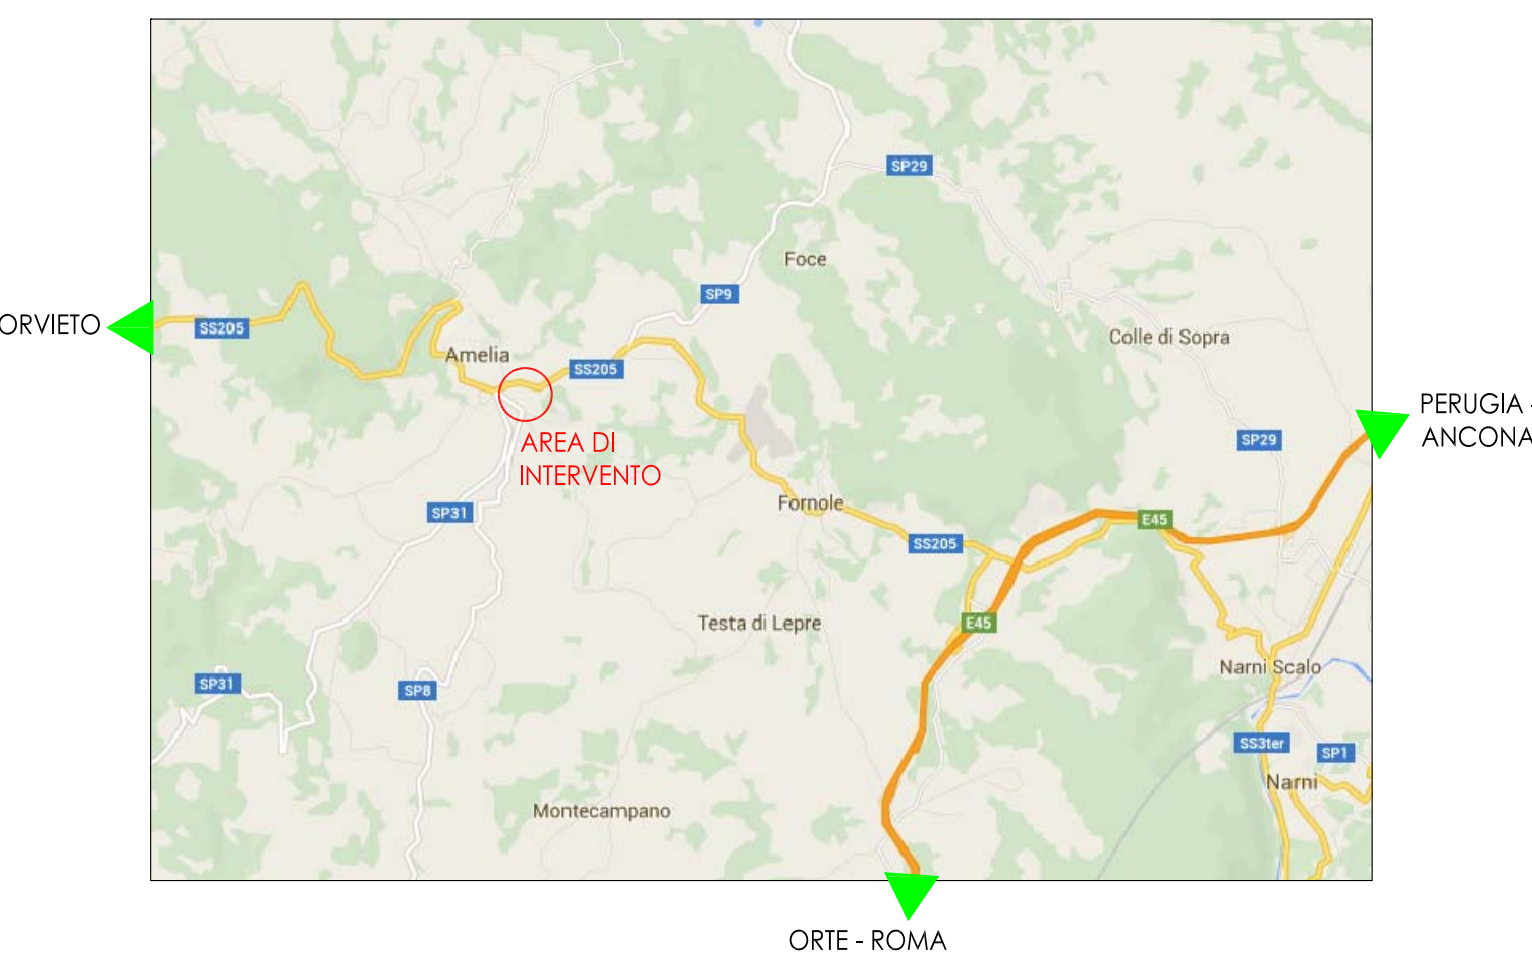 SP29
Foce
SP9
ORVIETO
SS205
Colle di Sopra
Amelia
SS205
PERUGIA -
ANCONA
AREA DI
INTERVENTO
SP29
Fornole
SP31
E45
SS205
Testa di Lepre
E45
Narni Scalo
SP31
SP8
SS3ter
SP1
Narni
Montecampano
ORTE - ROMA